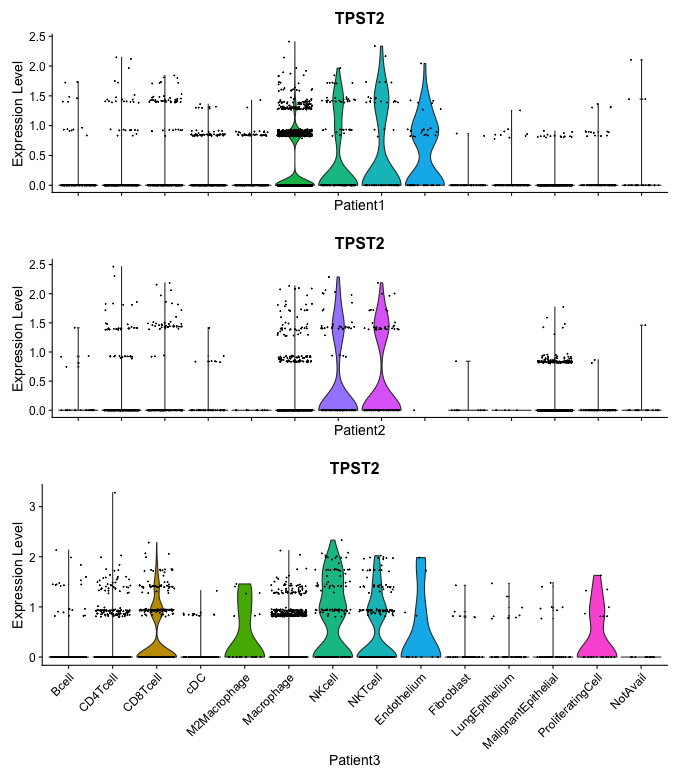 TPST2
Expression Level
2.5
2.0
1.5
1.0
0.5
0.0
Patient1
TPST2
Expression Level
2.5
2.0
1.5
1.0
0.5
0.0
Patient2
TPST2
Expression Level
3
2
1
0
Bcell
CD4Tcell
CD8Tcell
cDC
M2Macrophage
Macrophage
NKcell
NKTcell
Endothelium
Fibroblast
LungEpithelium
MalignantEpithelial
ProliferatingCell
NotAvail
Patient3